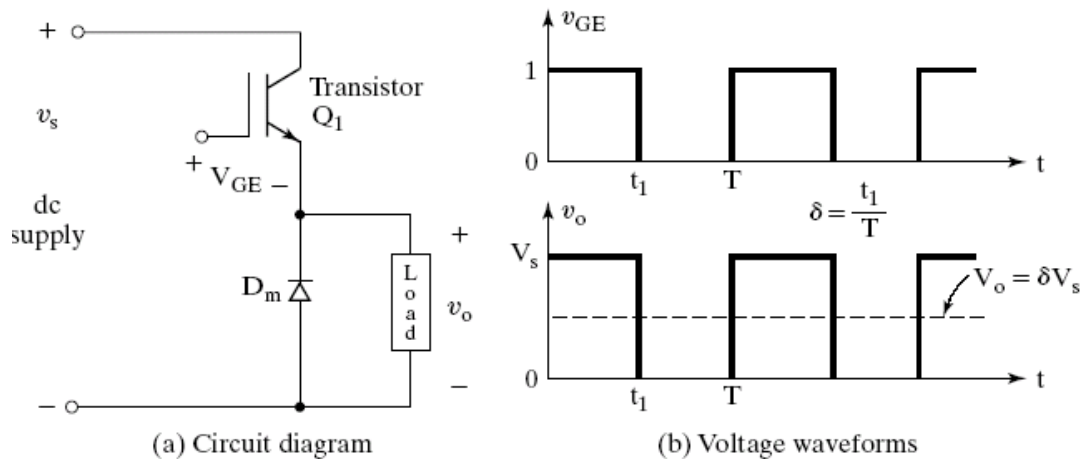 +
v_s
dc
supply
−
Transistor
Q_1
+
V_GE −
D_m
Load
+
v_o
−
(a) Circuit diagram
v_GE
1
0
t_1
T
t
δ = t_1/T
v_o
V_s
V_o = δV_s
0
t_1
T
t
(b) Voltage waveforms